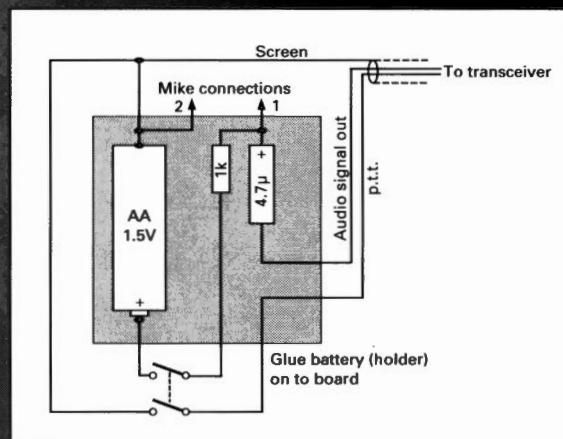 Screen
To transceiver
Mike connections
2
1
1k
+
4.7µ
Audio signal out
p.t.t.
AA
1.5V
+
Glue battery (holder)
on to board